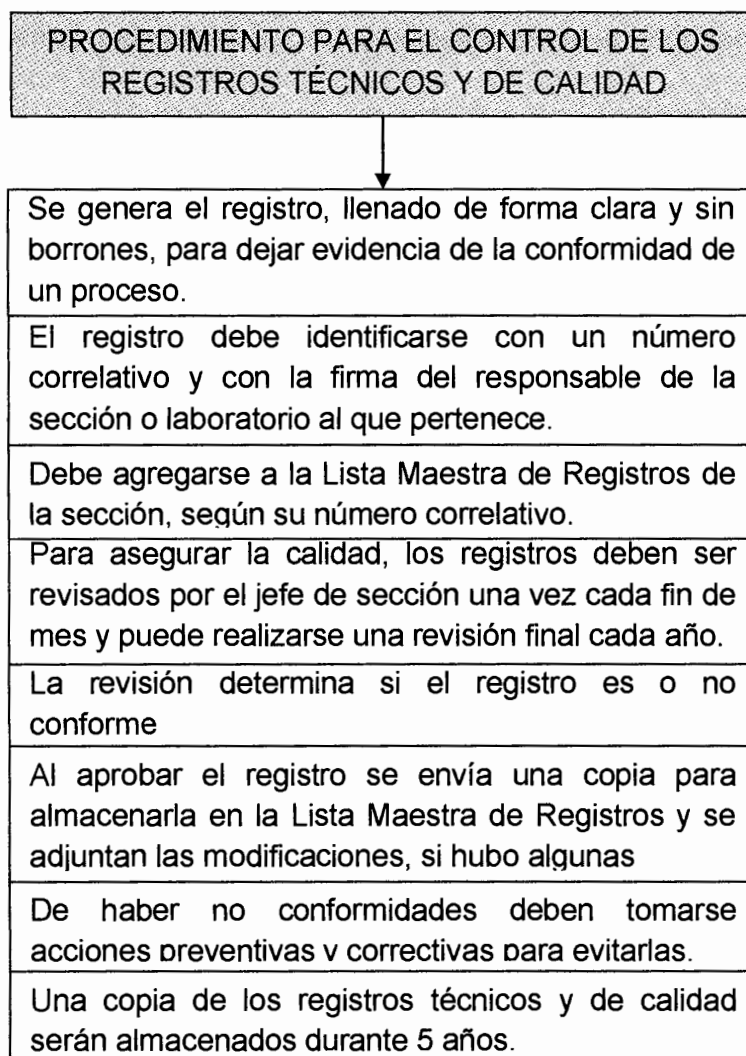 PROCEDIMIENTO PARA EL CONTROL DE LOS
REGISTROS TÉCNICOS Y DE CALIDAD
Se genera el registro, llenado de forma clara y sin
borrones, para dejar evidencia de la conformidad de
un proceso.
El registro debe identificarse con un número
correlativo y con la firma del responsable de la
sección o laboratorio al que pertenece.
Debe agregarse a la Lista Maestra de Registros de
la sección, según su número correlativo.
Para asegurar la calidad, los registros deben ser
revisados por el jefe de sección una vez cada fin de
mes y puede realizarse una revisión final cada año.
La revisión determina si el registro es o no
conforme
Al aprobar el registro se envía una copia para
almacenarla en la Lista Maestra de Registros y se
adjuntan las modificaciones, si hubo algunas
De haber no conformidades deben tomarse
acciones preventivas y correctivas para evitarlas.
Una copia de los registros técnicos y de calidad
serán almacenados durante 5 años.